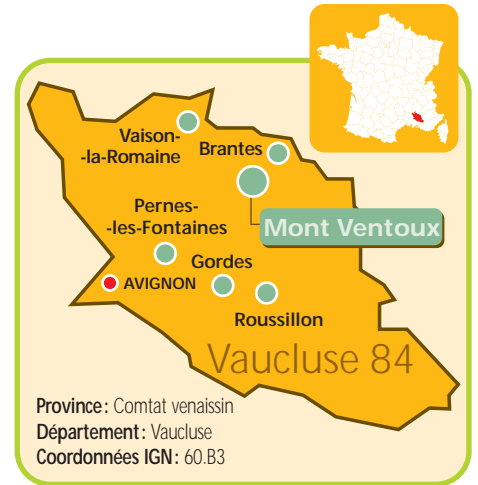 Vaison-
-la-Romaine
Brantes
Pernes-
-les-Fontaines
Mont Ventoux
Gordes
AVIGNON
Roussillon
Vaucluse 84
Province : Comtat venaissin
Département : Vaucluse
Coordonnées IGN : 60.B3